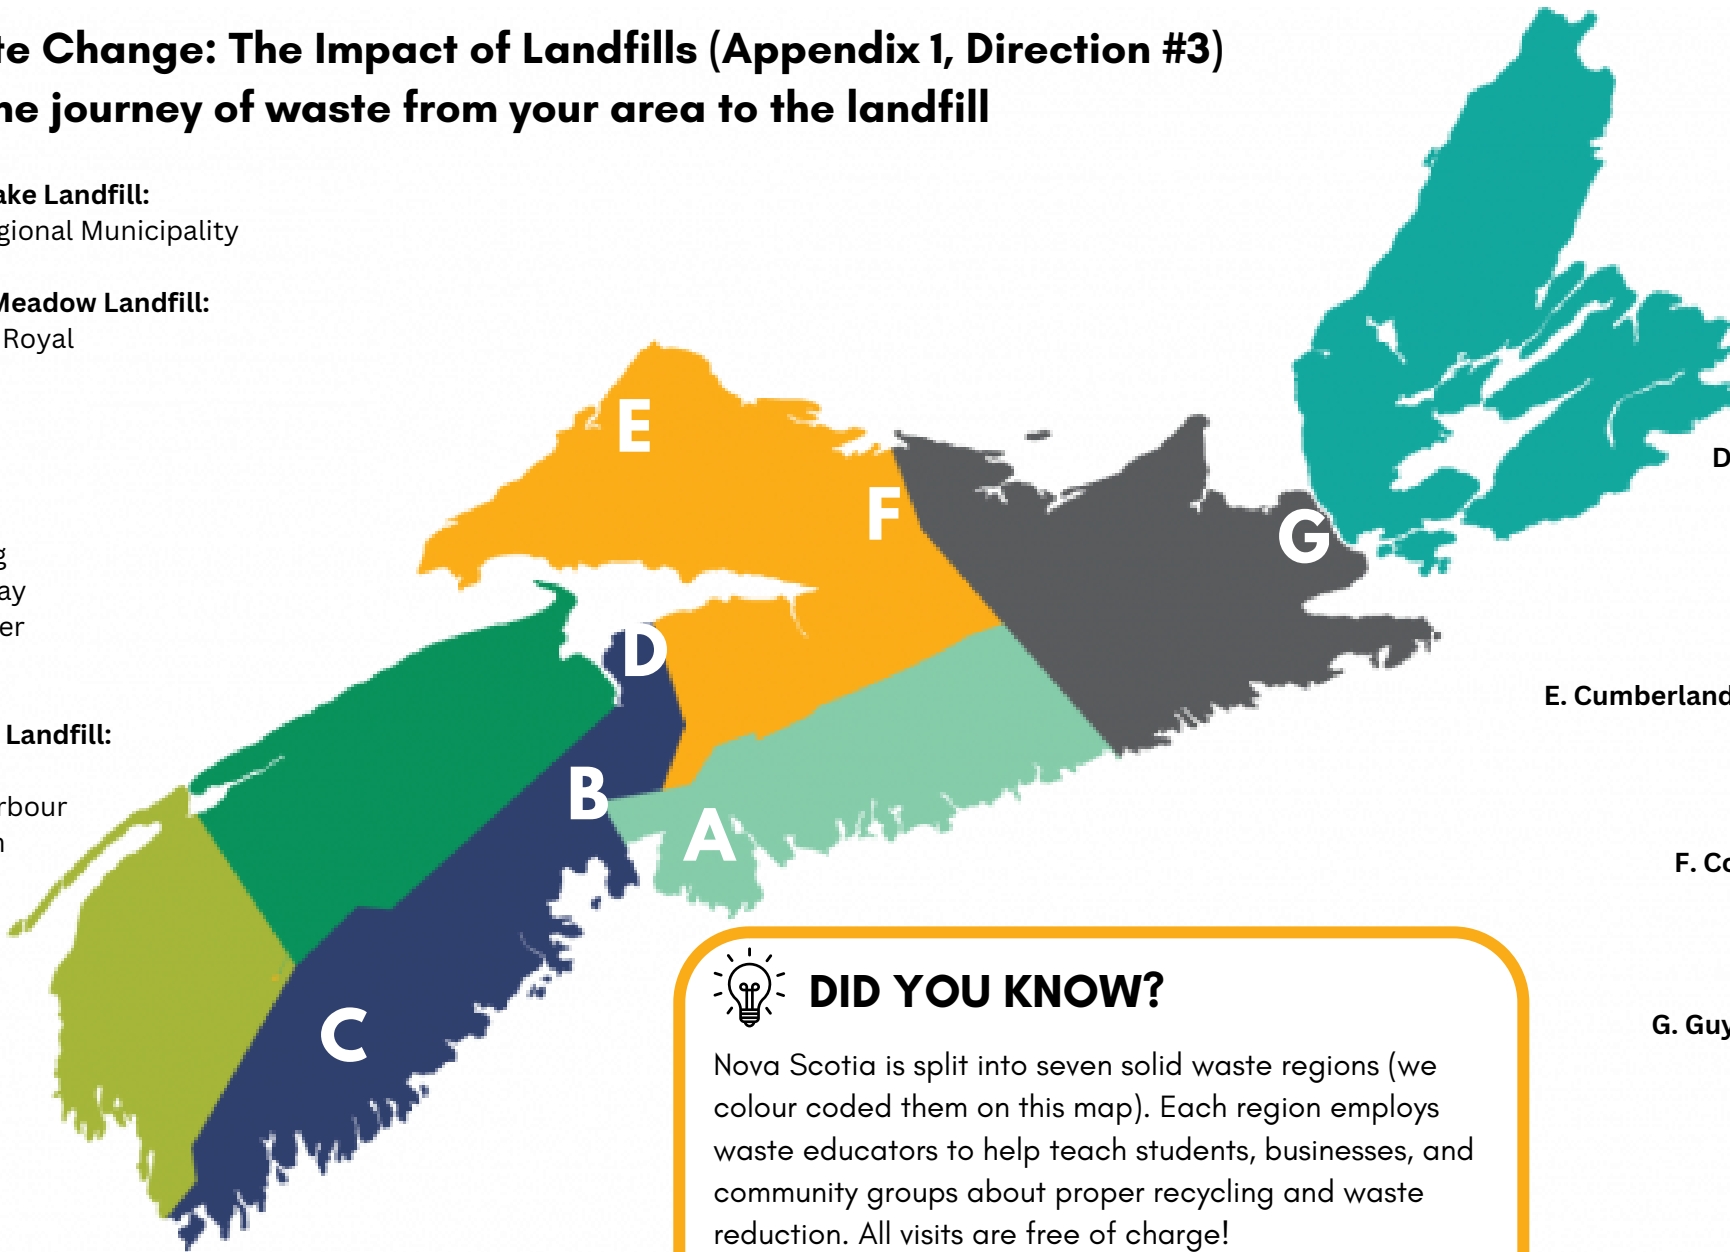 te Change: The Impact of Landfills (Appendix 1, Direction #3)
he journey of waste from your area to the landfill
ake Landfill:
gional Municipality
Meadow Landfill:
Royal
g
ay
er
Landfill:
rbour
n
E
F
G
D
B
A
C
D
E. Cumberland
F. Co
G. Guy
DID YOU KNOW?
Nova Scotia is split into seven solid waste regions (we
colour coded them on this map). Each region employs
waste educators to help teach students, businesses, and
community groups about proper recycling and waste
reduction. All visits are free of charge!